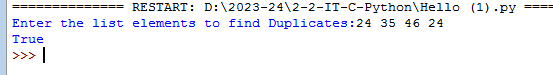 ============== RESTART: D:\2023-24\2-2-IT-C-Python\Hello (1).py ====
Enter the list elements to find Duplicates:24 35 46 24
True
>>>